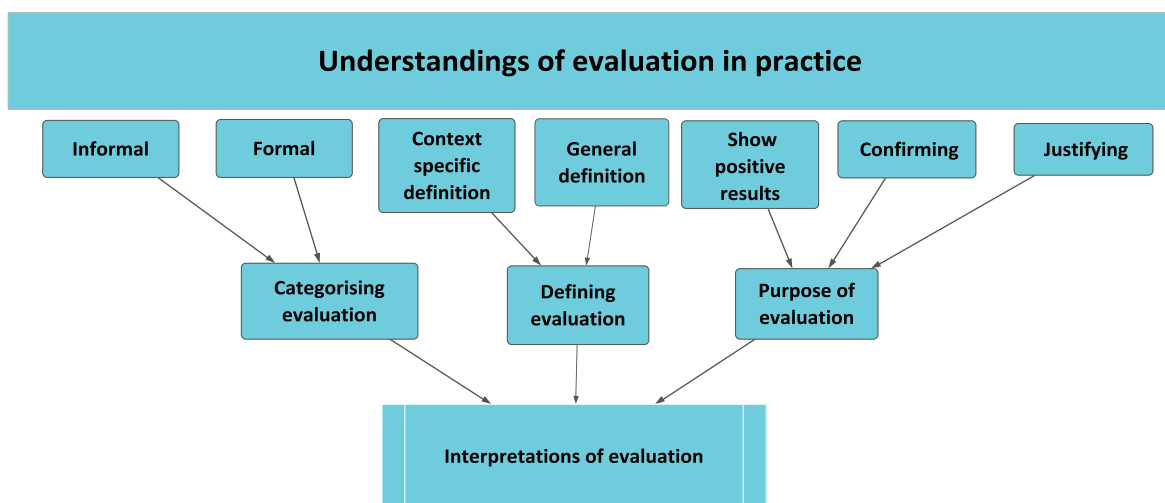 Understandings of evaluation in practice
Informal
Formal
Context
specific
definition
General
definition
Show
positive
results
Confirming
Justifying
Categorising
evaluation
Defining
evaluation
Purpose of
evaluation
Interpretations of evaluation